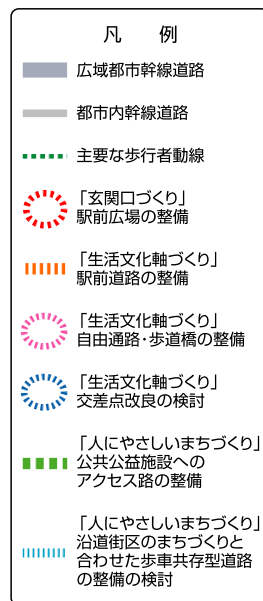 凡　例
広域都市幹線道路
都市内幹線道路
主要な歩行者動線
「玄関口づくり」
駅前広場の整備
「生活文化軸づくり」
駅前道路の整備
「生活文化軸づくり」
自由通路・歩道橋の整備
「生活文化軸づくり」
交差点改良の検討
「人にやさしいまちづくり」
公共公益施設への
アクセス路の整備
「人にやさしいまちづくり」
沿道街区のまちづくりと
合わせた歩車共存型道路
の整備の検討